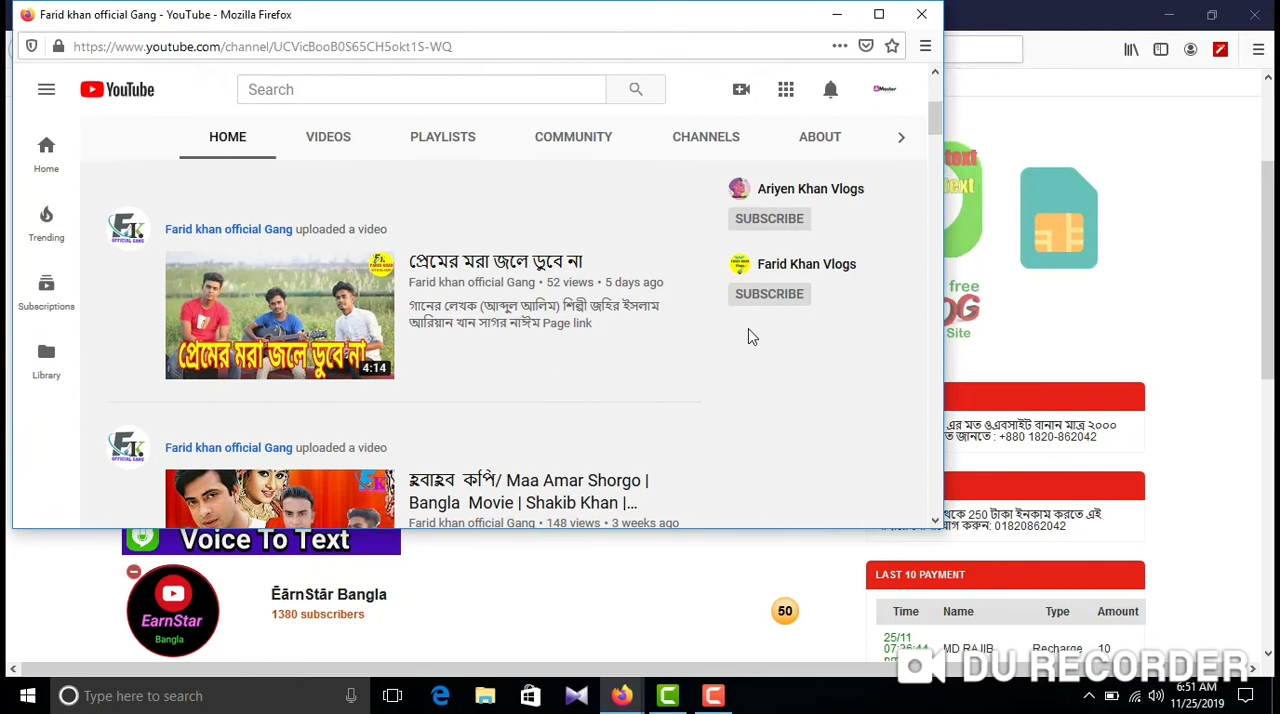 Farid khan official Gang - YouTube - Mozilla Firefox
https://www.youtube.com/channel/UCVicBooB0S65CH5okt1S-WQ
YouTube
Search
HOME VIDEOS PLAYLISTS COMMUNITY CHANNELS ABOUT
Home
Trending
Subscriptions
Library
Farid khan official Gang uploaded a video
প্রেমের মরা জলে ডুবে না
4:14
প্রেমের মরা জলে ডুবে না
Farid khan official Gang • 52 views • 5 days ago
গানের লেখক (আব্দুল আলিম) শিল্পী জহির ইসলাম
আরিয়ান খান সাগর নাঈম Page link
Ariyen Khan Vlogs
SUBSCRIBE
Farid Khan Vlogs
SUBSCRIBE
Farid khan official Gang uploaded a video
হুবাহুব কপি/ Maa Amar Shorgo |
Bangla Movie | Shakib Khan |...
Farid khan official Gang • 148 views • 3 weeks ago
text
text
free
OG
Site
এর মত ওএবসাইট বানান মাত্র ২০০০
ত জানতে : +880 1820-862042
থেকে 250 টাকা ইনকাম করতে এই
যোগ করুন: 01820862042
Voice To Text
EarnStar
Bangla
ĒārnStār Bangla
1380 subscribers
50
LAST 10 PAYMENT
Time Name Type Amount
25/11
MD RAJIB Recharge 10
DU RECORDER
Type here to search
6:51 AM
11/25/2019